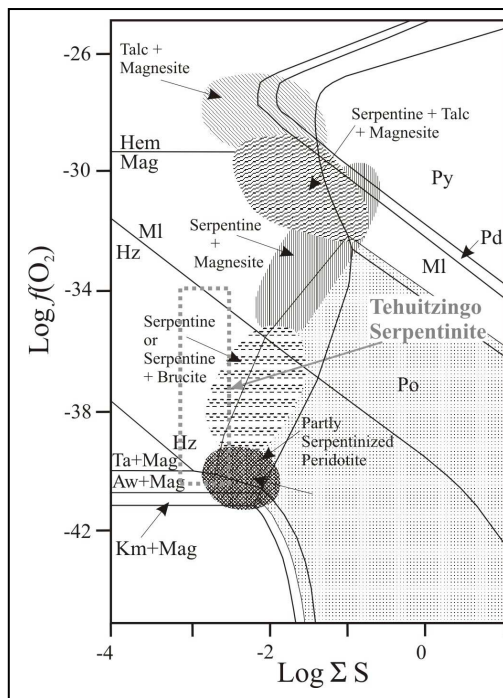 -26
-30
-34
-38
-42
Log f(O₂)
Talc +
Magnesite
Serpentine + Talc
+ Magnesite
Hem
Mag
Py
Pd
Ml
Ml
Hz
Serpentine
+
Magnesite
Tehuitzingo
Serpentinite
Serpentine
or
Serpentine
+ Brucite
Po
Partly
Serpentinized
Peridotite
Hz
Ta+Mag
Aw+Mag
Km+Mag
-4
-2
0
Log Σ S